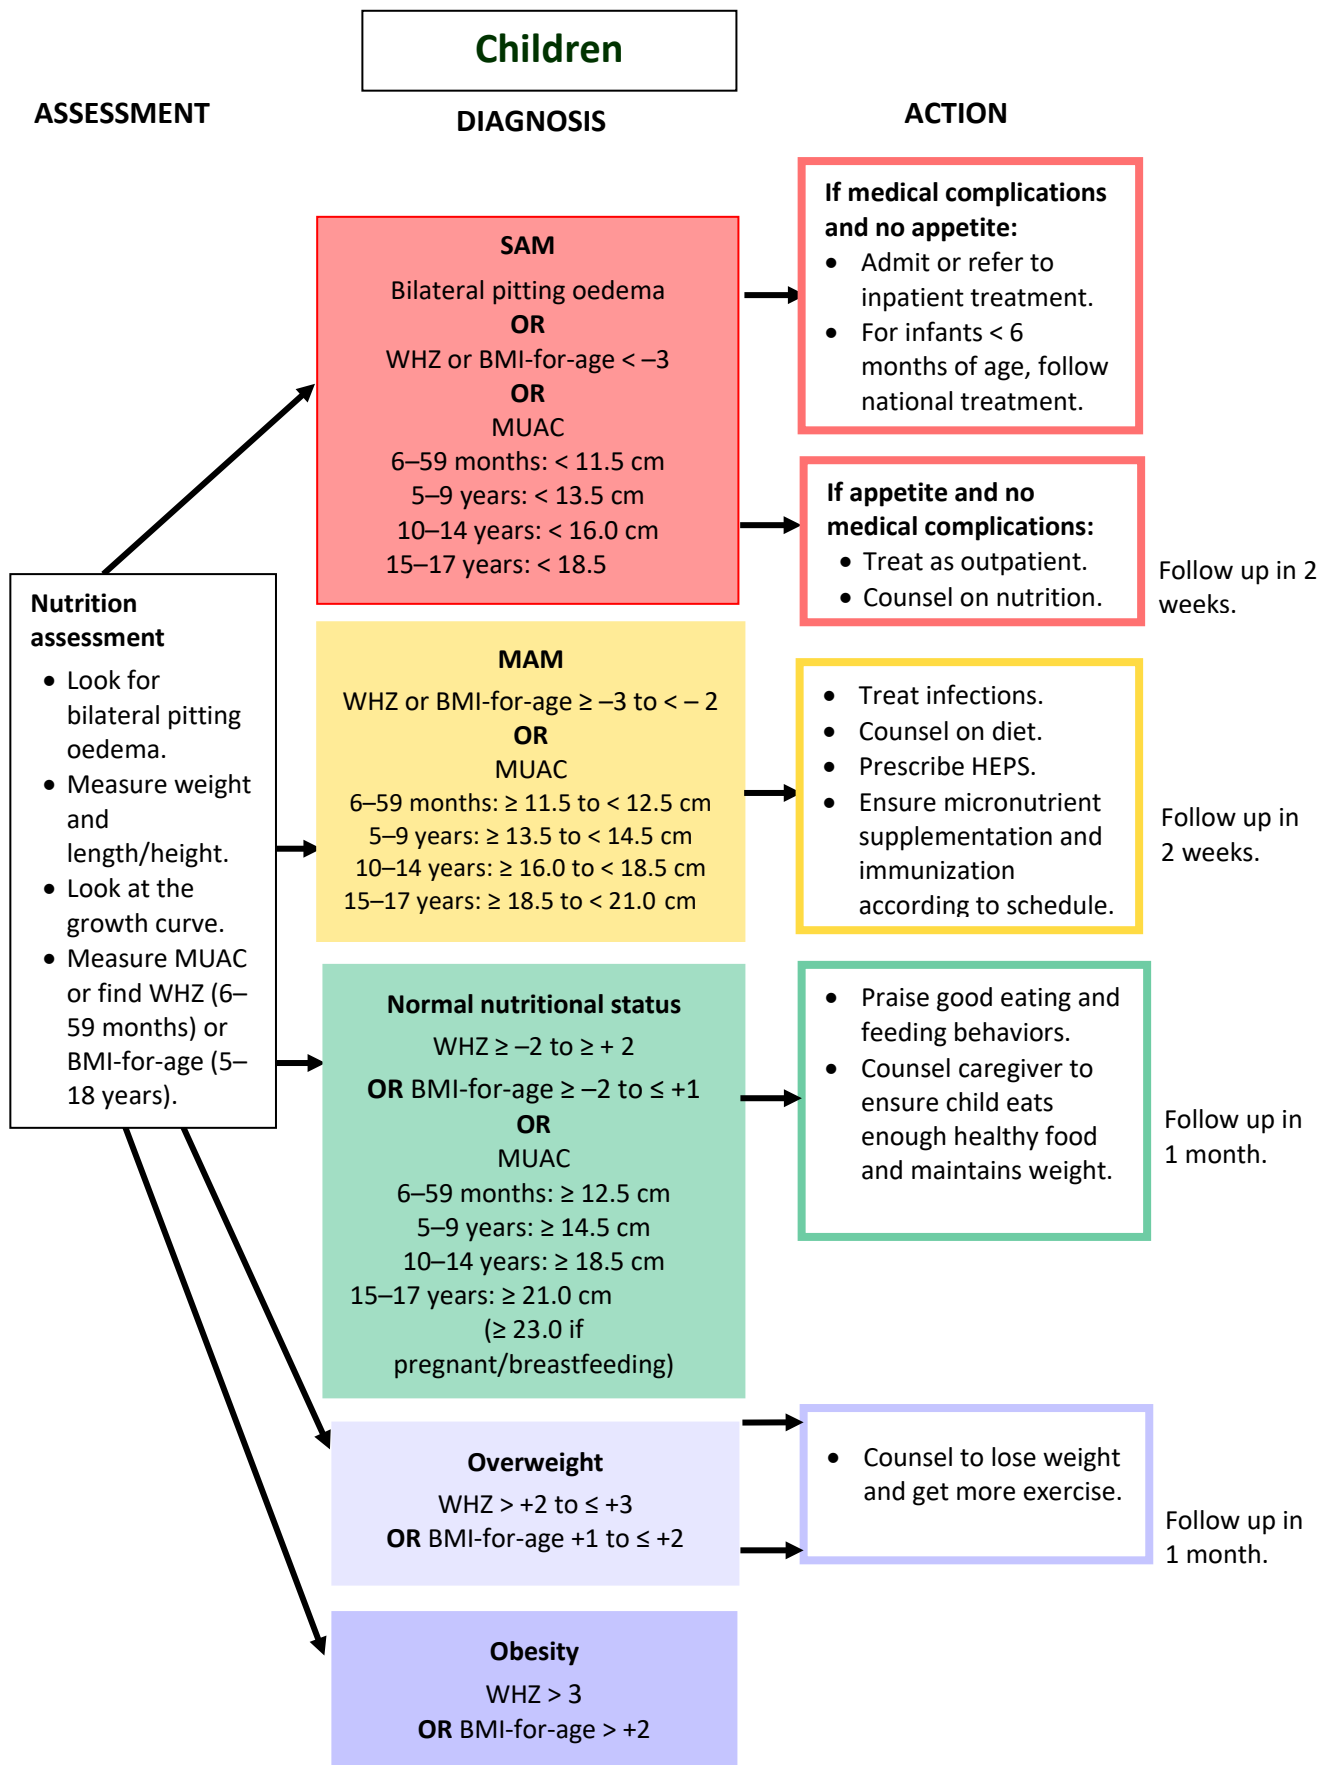 Children
ASSESSMENT
DIAGNOSIS
ACTION
Nutrition
assessment
• Look for
bilateral pitting
oedema.
• Measure weight
and
length/height.
• Look at the
growth curve.
• Measure MUAC
or find WHZ (6–
59 months) or
BMI-for-age (5–
18 years).
SAM
Bilateral pitting oedema
OR
WHZ or BMI-for-age < –3
OR
MUAC
6–59 months: < 11.5 cm
5–9 years: < 13.5 cm
10–14 years: < 16.0 cm
15–17 years: < 18.5
If medical complications
and no appetite:
• Admit or refer to
inpatient treatment.
• For infants < 6
months of age, follow
national treatment.
If appetite and no
medical complications:
• Treat as outpatient.
• Counsel on nutrition.
Follow up in 2
weeks.
MAM
WHZ or BMI-for-age ≥ –3 to < – 2
OR
MUAC
6–59 months: ≥ 11.5 to < 12.5 cm
5–9 years: ≥ 13.5 to < 14.5 cm
10–14 years: ≥ 16.0 to < 18.5 cm
15–17 years: ≥ 18.5 to < 21.0 cm
• Treat infections.
• Counsel on diet.
• Prescribe HEPS.
• Ensure micronutrient
supplementation and
immunization
according to schedule.
Follow up in
2 weeks.
Normal nutritional status
WHZ ≥ –2 to ≥ + 2
OR BMI-for-age ≥ –2 to ≤ +1
OR
MUAC
6–59 months: ≥ 12.5 cm
5–9 years: ≥ 14.5 cm
10–14 years: ≥ 18.5 cm
15–17 years: ≥ 21.0 cm
(≥ 23.0 if
pregnant/breastfeeding)
• Praise good eating and
feeding behaviors.
• Counsel caregiver to
ensure child eats
enough healthy food
and maintains weight.
Follow up in
1 month.
Overweight
WHZ > +2 to ≤ +3
OR BMI-for-age +1 to ≤ +2
• Counsel to lose weight
and get more exercise.
Follow up in
1 month.
Obesity
WHZ > 3
OR BMI-for-age > +2